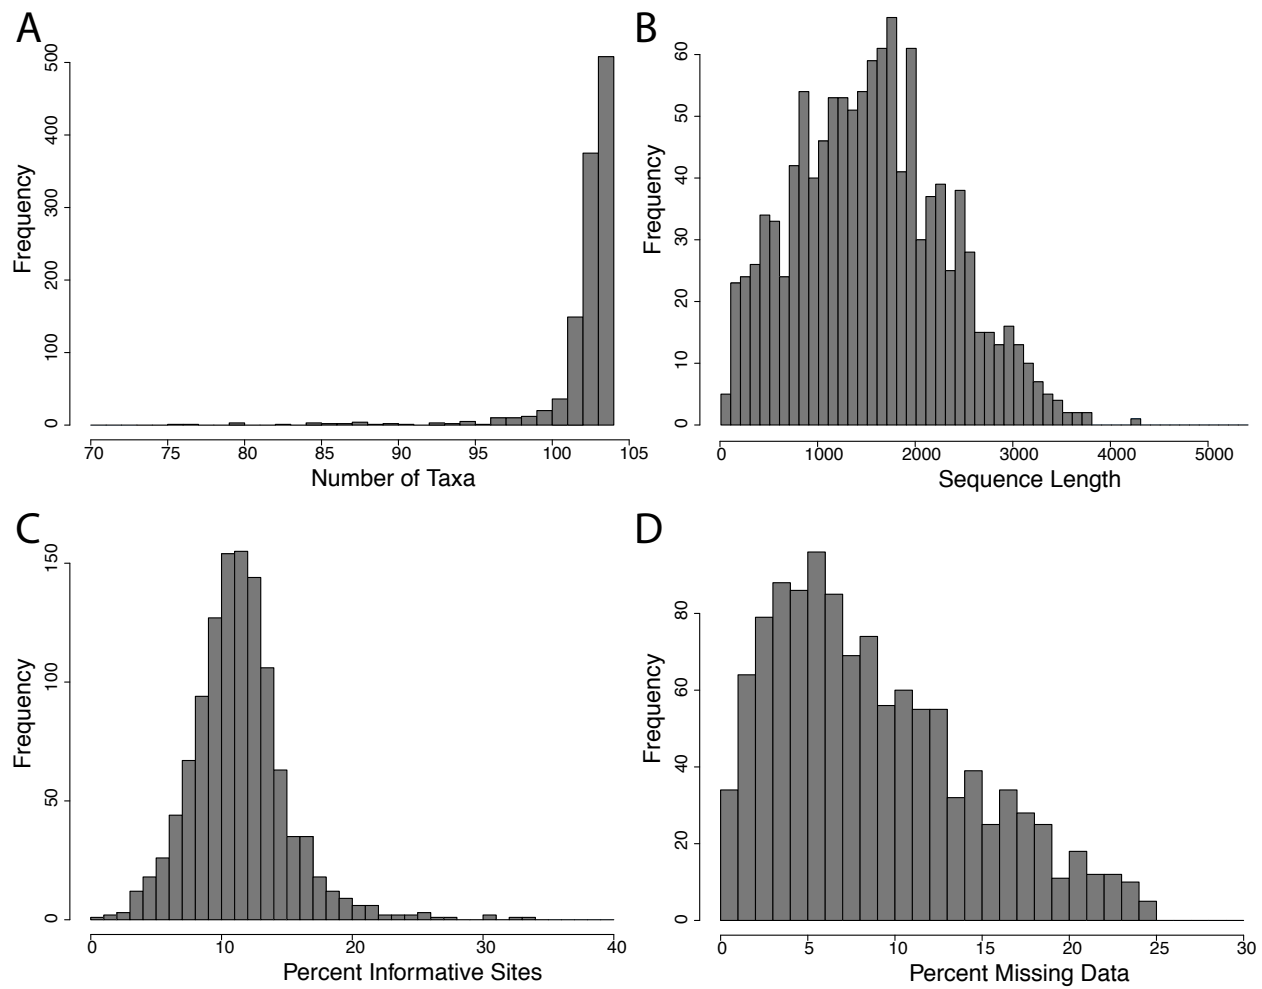 A
Frequency
0 100 200 300 400 500
70 75 80 85 90 95 100 105
Number of Taxa
B
Frequency
0 10 20 30 40 50 60
0 1000 2000 3000 4000 5000
Sequence Length
C
Frequency
0 50 100 150
0 10 20 30 40
Percent Informative Sites
D
Frequency
0 20 40 60 80
0 5 10 15 20 25 30
Percent Missing Data